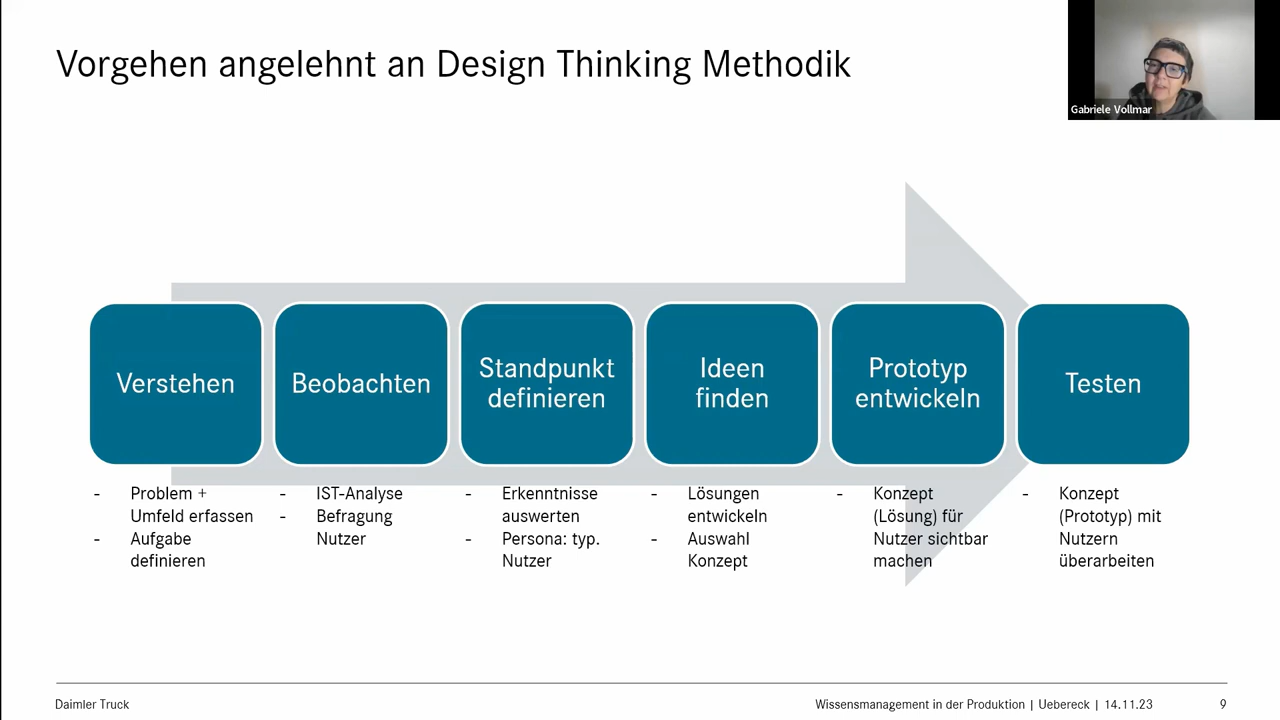 Vorgehen angelehnt an Design Thinking Methodik
Gabriele Vollmar
Verstehen
Beobachten
Standpunkt
definieren
Ideen
finden
Prototyp
entwickeln
Testen
- Problem +
Umfeld erfassen
- Aufgabe
definieren
- IST-Analyse
- Befragung
Nutzer
- Erkenntnisse
auswerten
- Persona: typ.
Nutzer
- Lösungen
entwickeln
- Auswahl
Konzept
- Konzept
(Lösung) für
Nutzer sichtbar
machen
- Konzept
(Prototyp) mit
Nutzern
überarbeiten
Daimler Truck
Wissensmanagement in der Produktion | Uebereck | 14.11.23
9